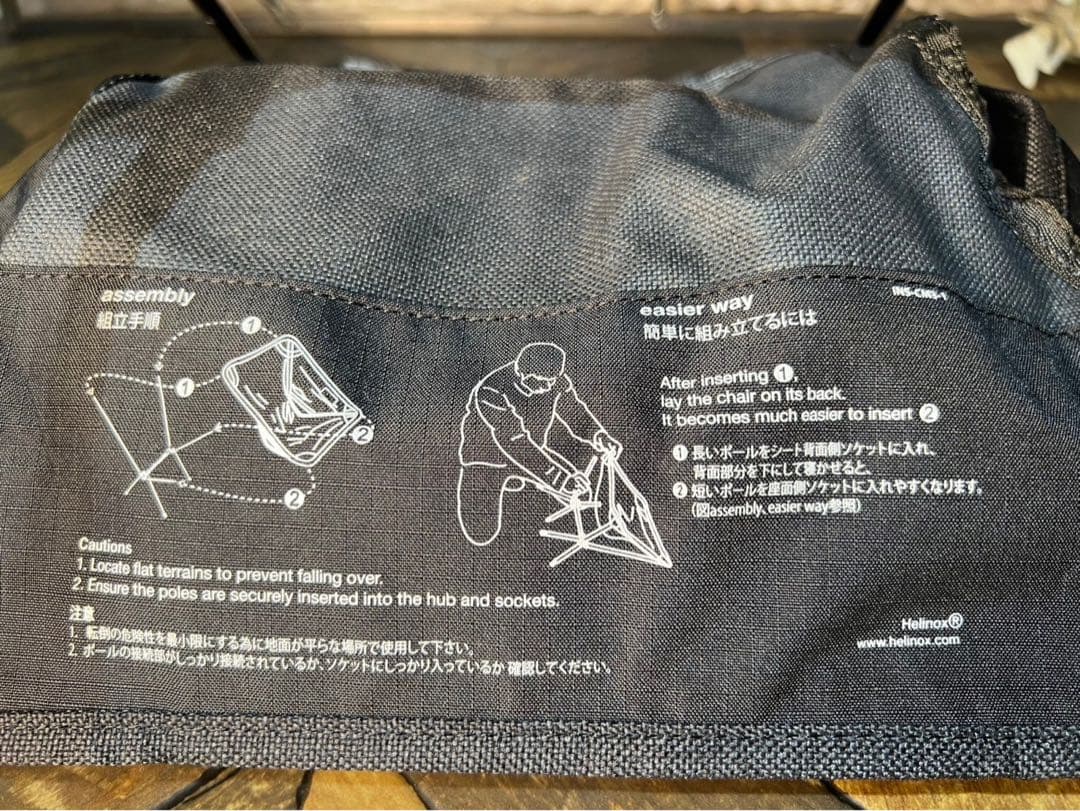 assembly
組立手順
1
1
2
2
easier way
簡単に組み立てるには
After inserting ❶,
lay the chair on its back.
It becomes much easier to insert ❷
❶ 長いポールをシート背面側ソケットに入れ、
背面部分を下にして寝かせると、
❷ 短いポールを座面側ソケットに入れやすくなります。
(図assembly、easier way参照)
Cautions
1. Locate flat terrains to prevent falling over.
2. Ensure the poles are securely inserted into the hub and sockets.
注意
1. 転倒の危険性を最小限にする為に地面が平らな場所で使用して下さい。
2. ポールの接続部がしっかり接続されているか、ソケットにしっかり入っているか 確認してください。
Helinox®
www.helinox.com